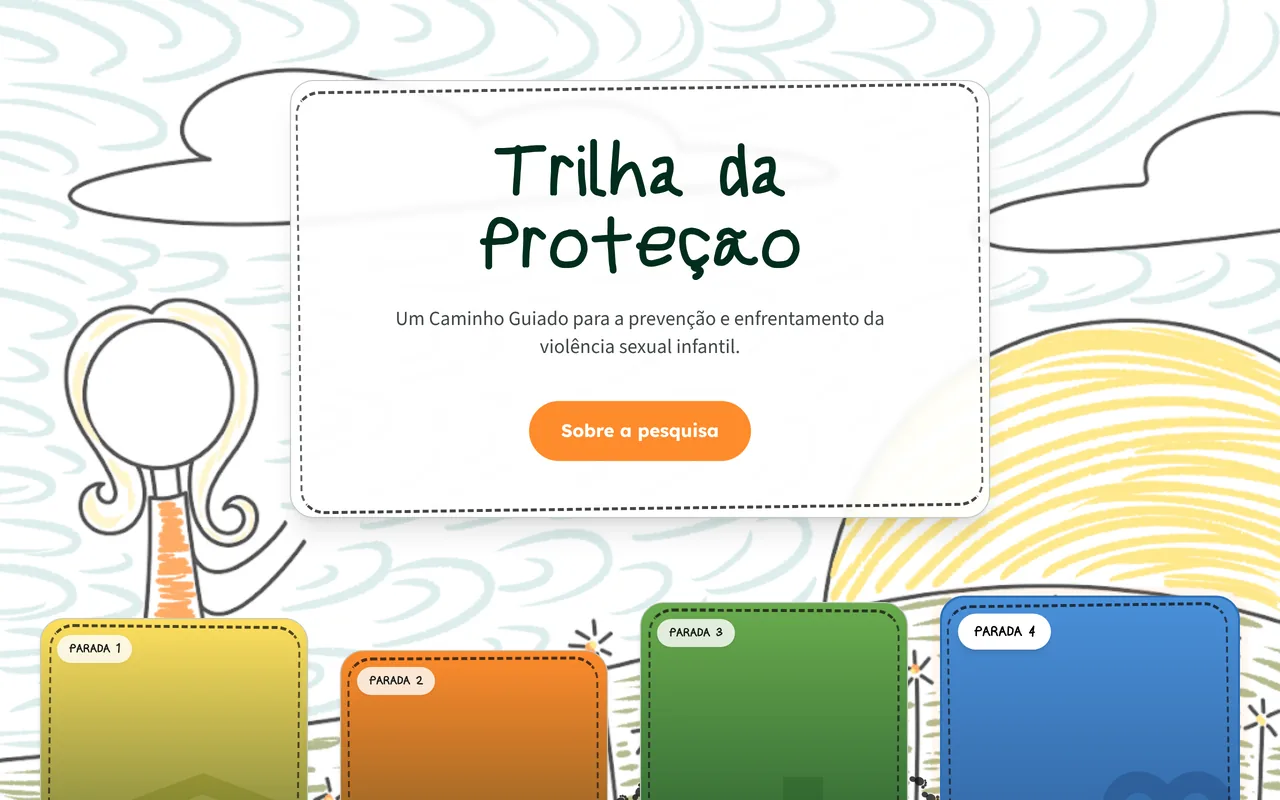 Trilha da
Proteção
Um Caminho Guiado para a prevenção e enfrentamento da
violência sexual infantil.
Sobre a pesquisa
PARADA 1
PARADA 2
PARADA 3
PARADA 4